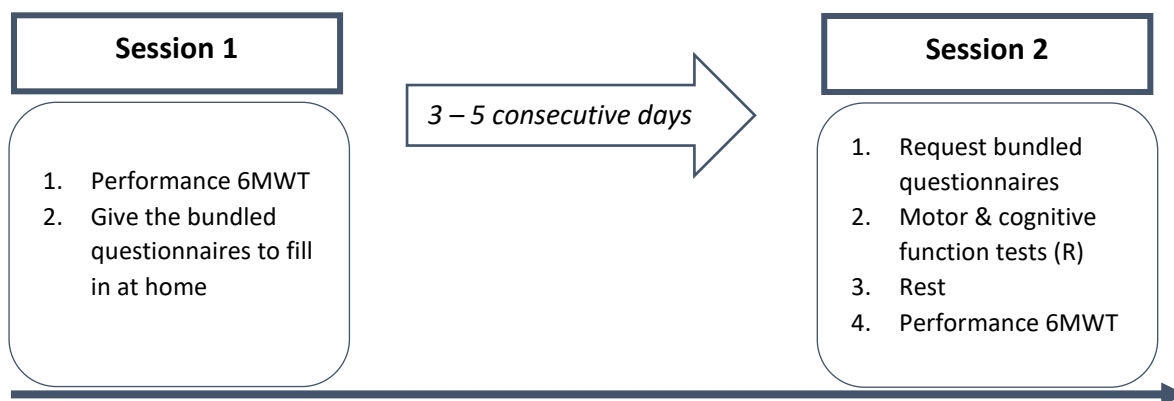 Session 1
1. Performance 6MWT
2. Give the bundled
questionnaires to fill
in at home
3 – 5 consecutive days
Session 2
1. Request bundled
questionnaires
2. Motor & cognitive
function tests (R)
3. Rest
4. Performance 6MWT